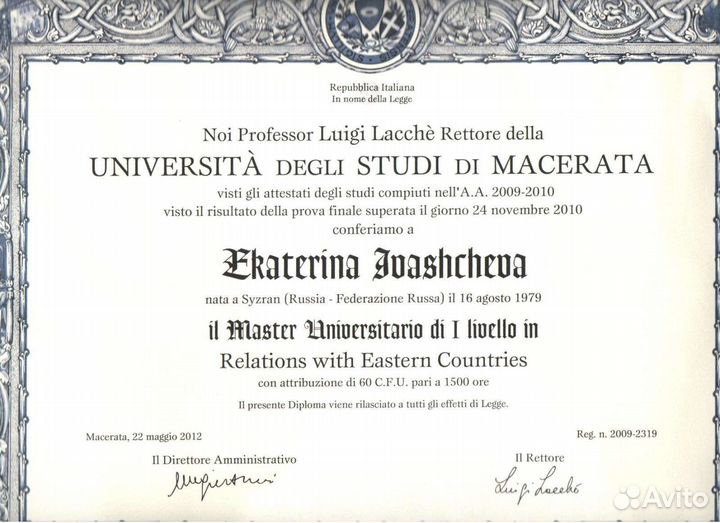 Repubblica Italiana
In nome della Legge
Noi Professor Luigi Lacchè Rettore della
UNIVERSITÀ DEGLI STUDI DI MACERATA
visti gli attestati degli studi compiuti nell'A.A. 2009-2010
visto il risultato della prova finale superata il giorno 24 novembre 2010
conferiamo a
Ekaterina Ivashcheva
nata a Syzran (Russia - Federazione Russa) il 16 agosto 1979
il Master Universitario di I livello in
Relations with Eastern Countries
con attribuzione di 60 C.F.U. pari a 1500 ore
Il presente Diploma viene rilasciato a tutti gli effetti di Legge.
Macerata, 22 maggio 2012
Reg. n. 2009-2319
Il Direttore Amministrativo
Il Rettore
Luigi Lacchè
Avito